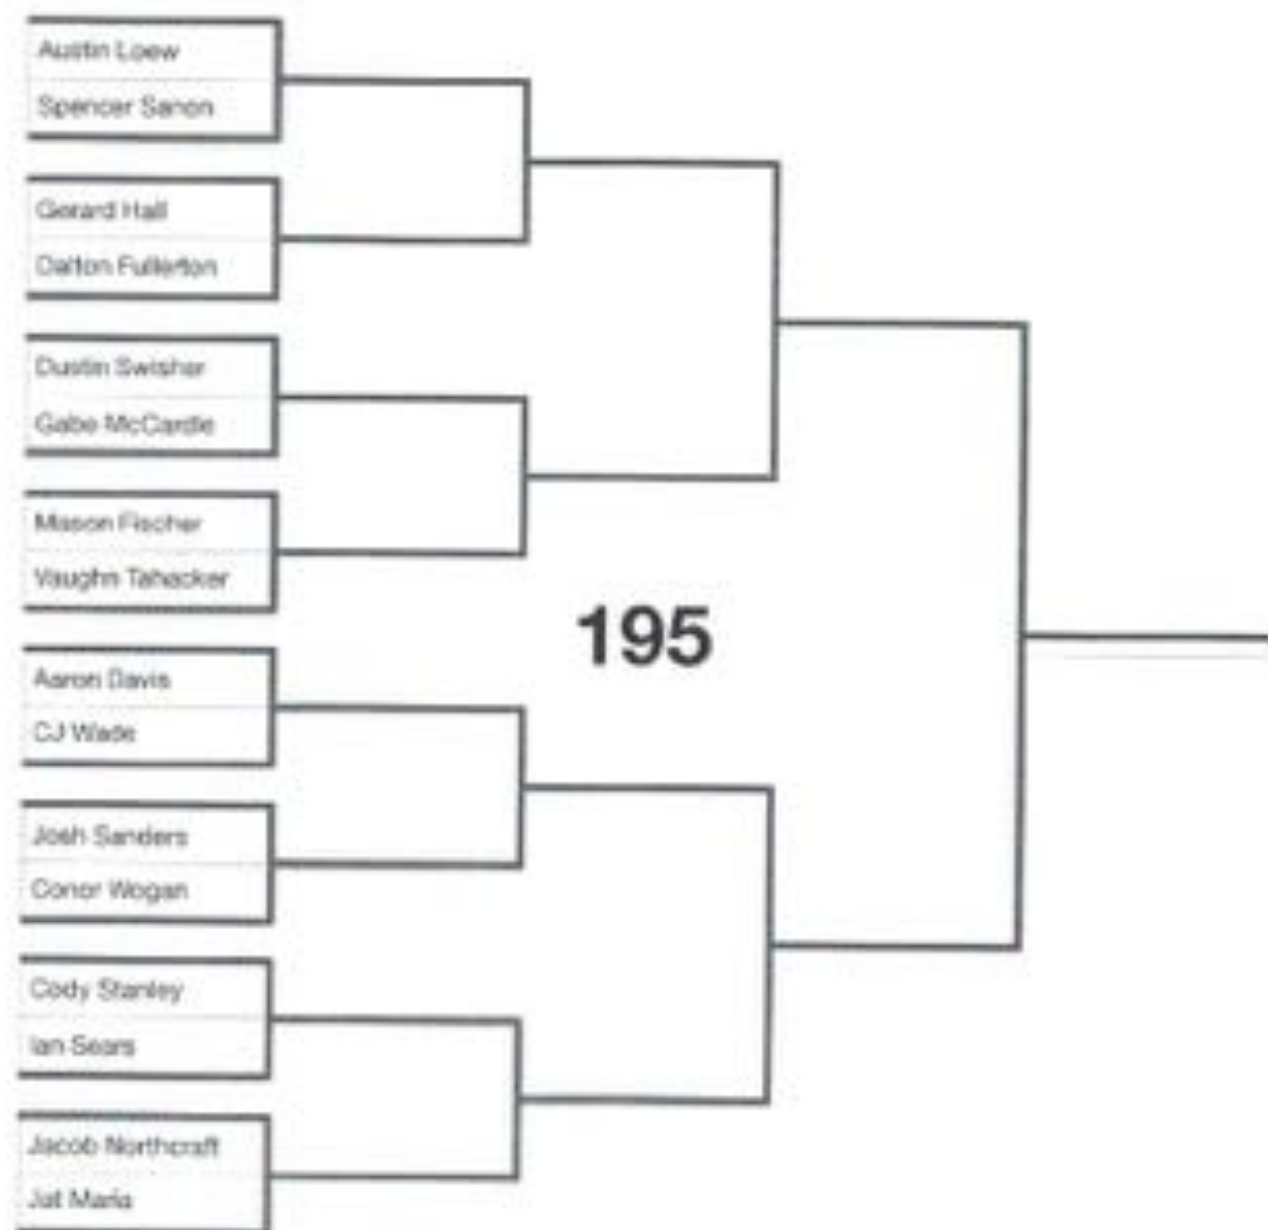 Austin Loew
Spencer Sanon
Gerard Hall
Dalton Fullerton
Dustin Swisher
Gabe McCardle
Mason Fischer
Vaughn Tahacker
195
Aaron Davis
CJ Wade
Josh Sanders
Conor Wogan
Cody Stanley
Ian Sears
Jacob Northcraft
Maria